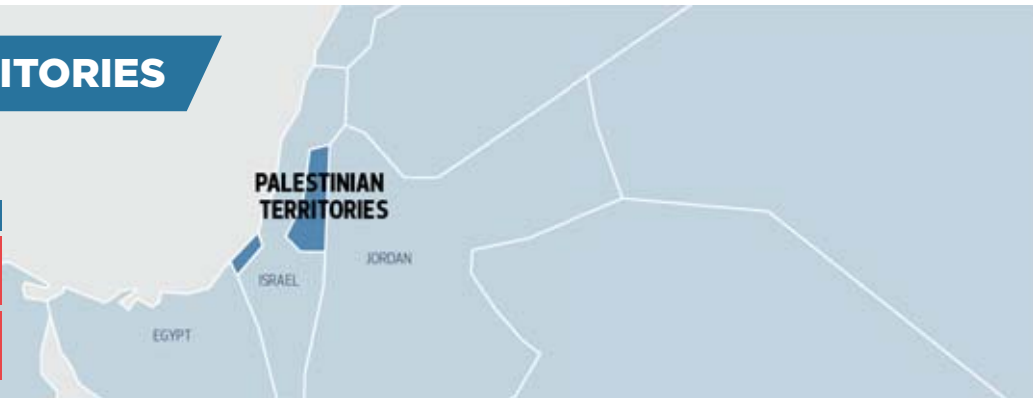 ITORIES
PALESTINIAN
TERRITORIES
JORDAN
ISRAEL
EGYPT